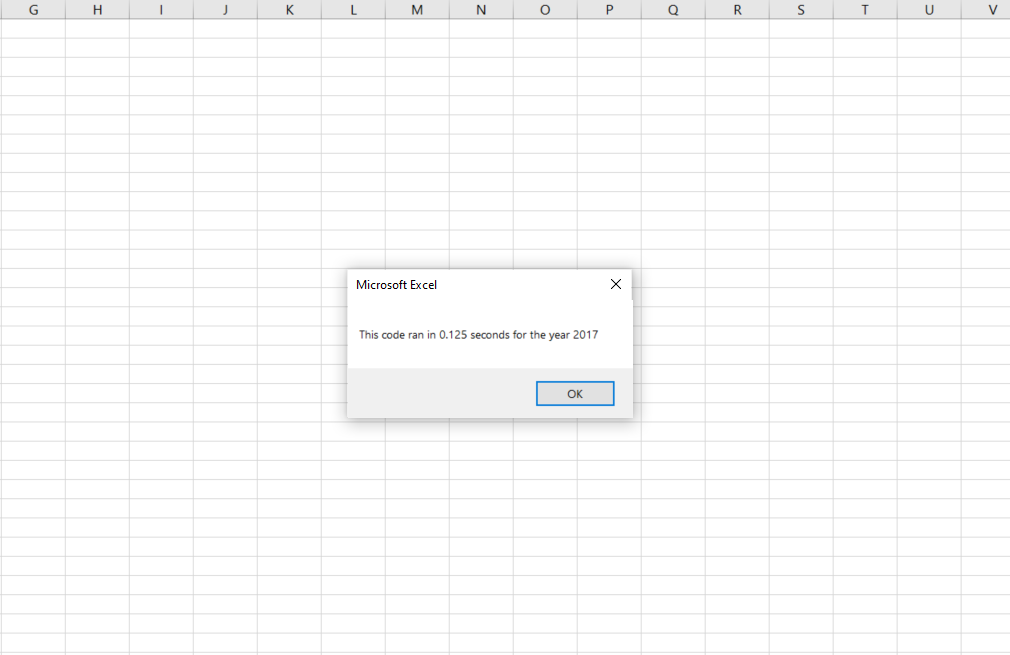 G H I J K L M N O P Q R S T U V
Microsoft Excel
This code ran in 0.125 seconds for the year 2017
OK